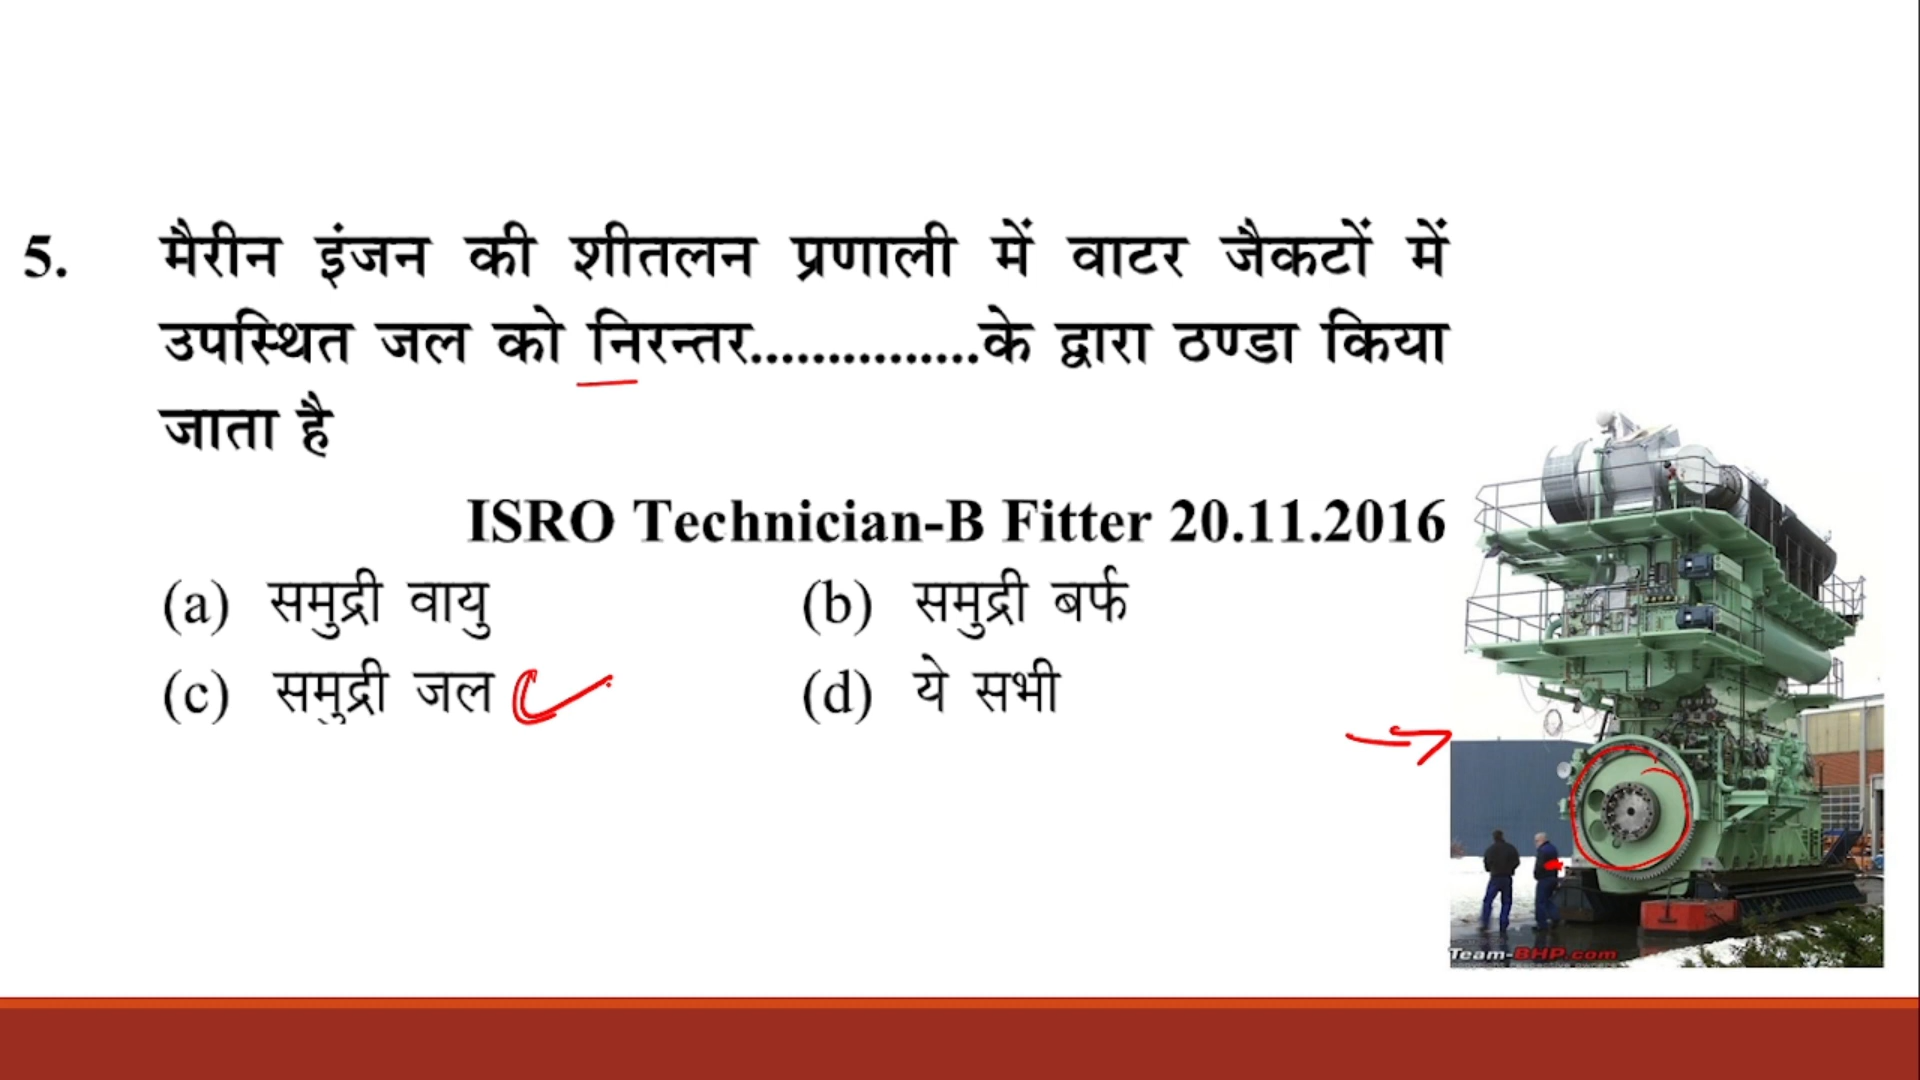 5. मैरीन इंजन की शीतलन प्रणाली में वाटर जैकटों में
उपस्थित जल को निरन्तर...............के द्वारा ठण्डा किया
जाता है
ISRO Technician-B Fitter 20.11.2016
(a) समुद्री वायु (b) समुद्री बर्फ
(c) समुद्री जल (d) ये सभी
Team-BHP.com